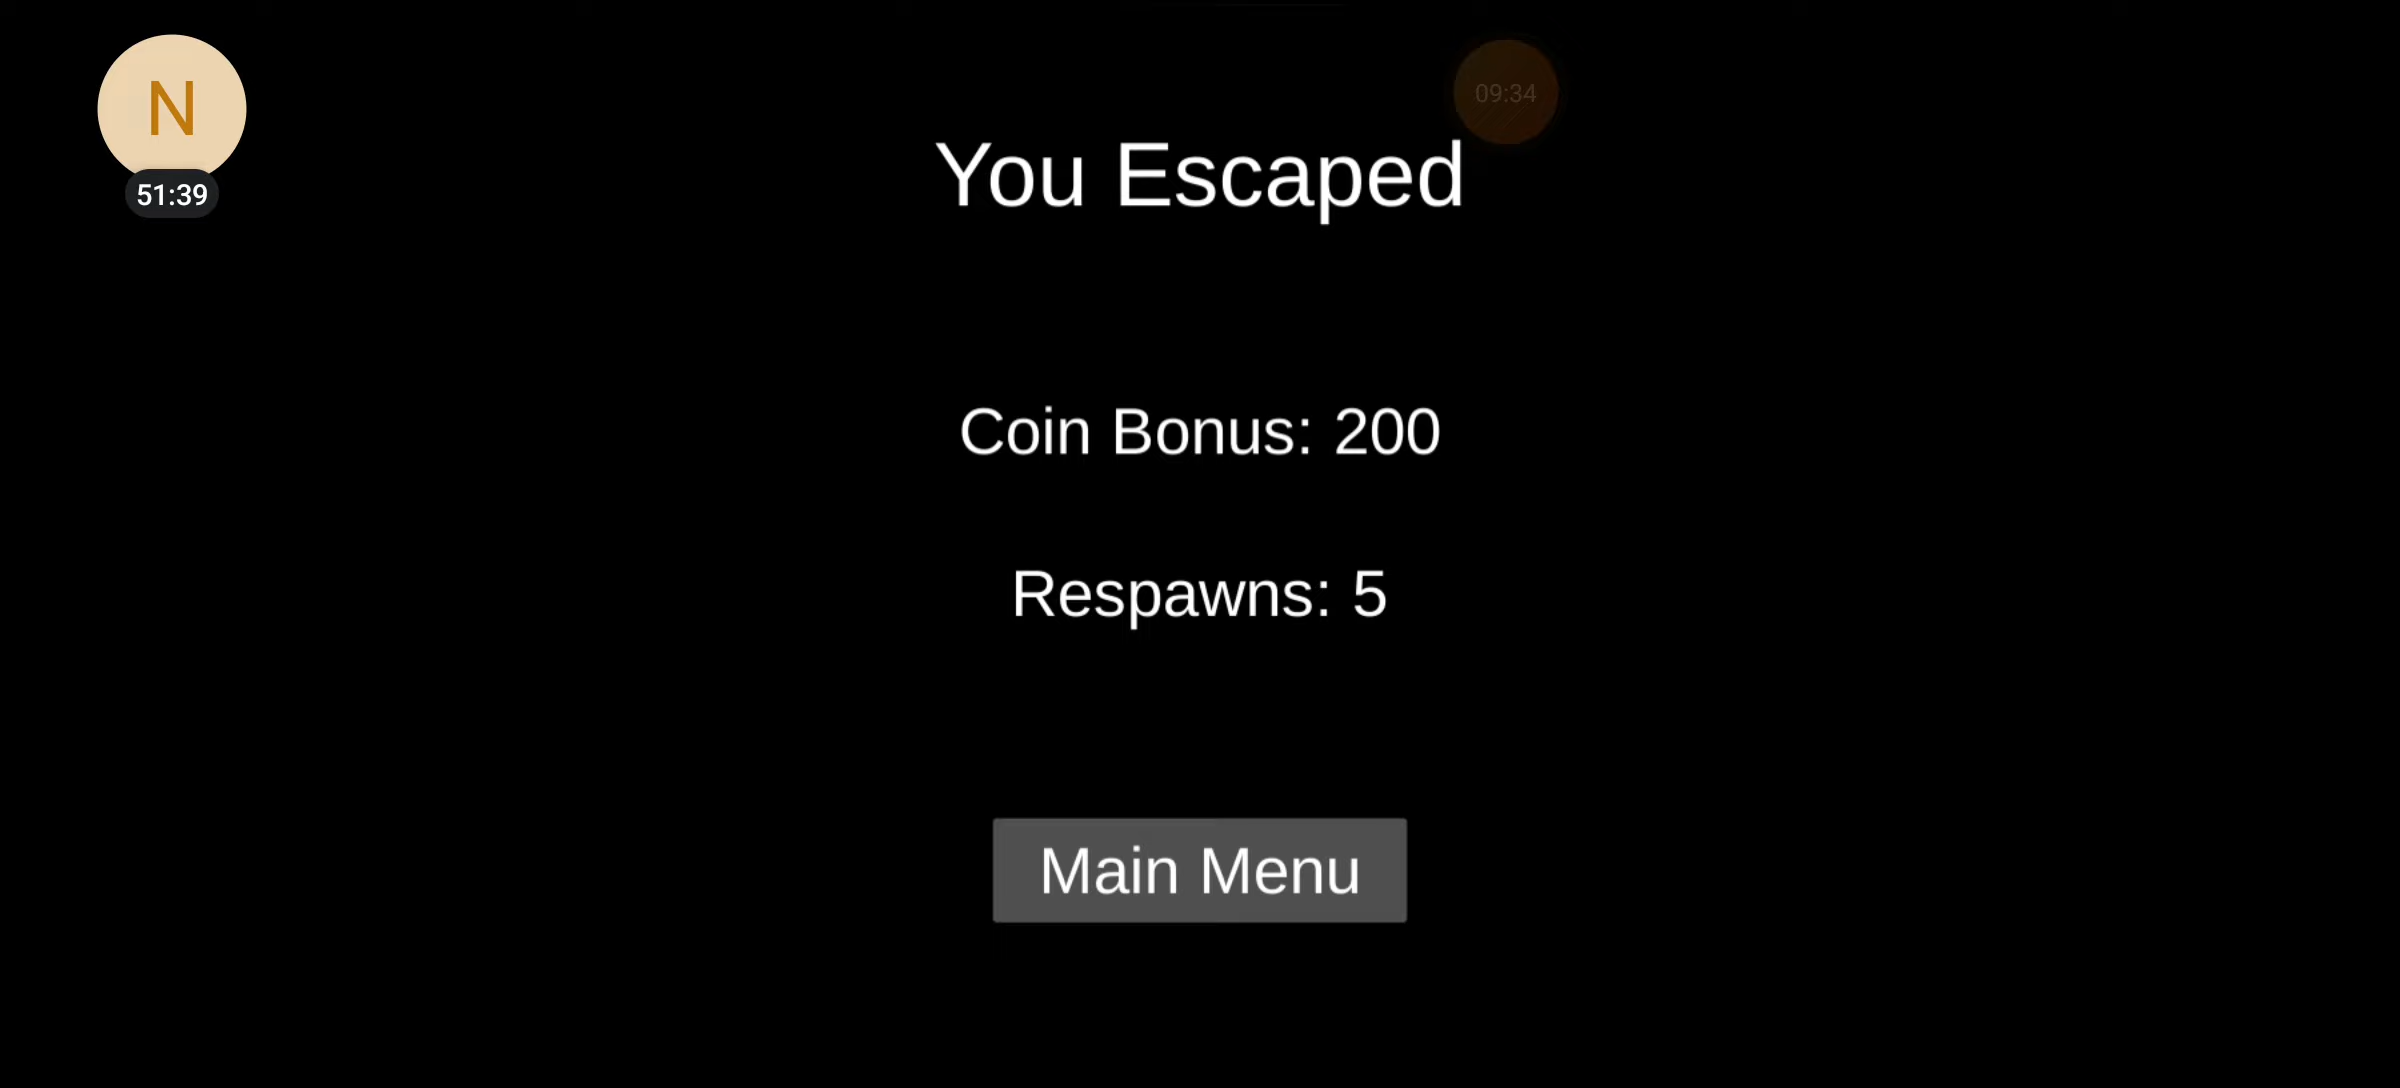 N
51:39
09:34
You Escaped
Coin Bonus: 200
Respawns: 5
Main Menu